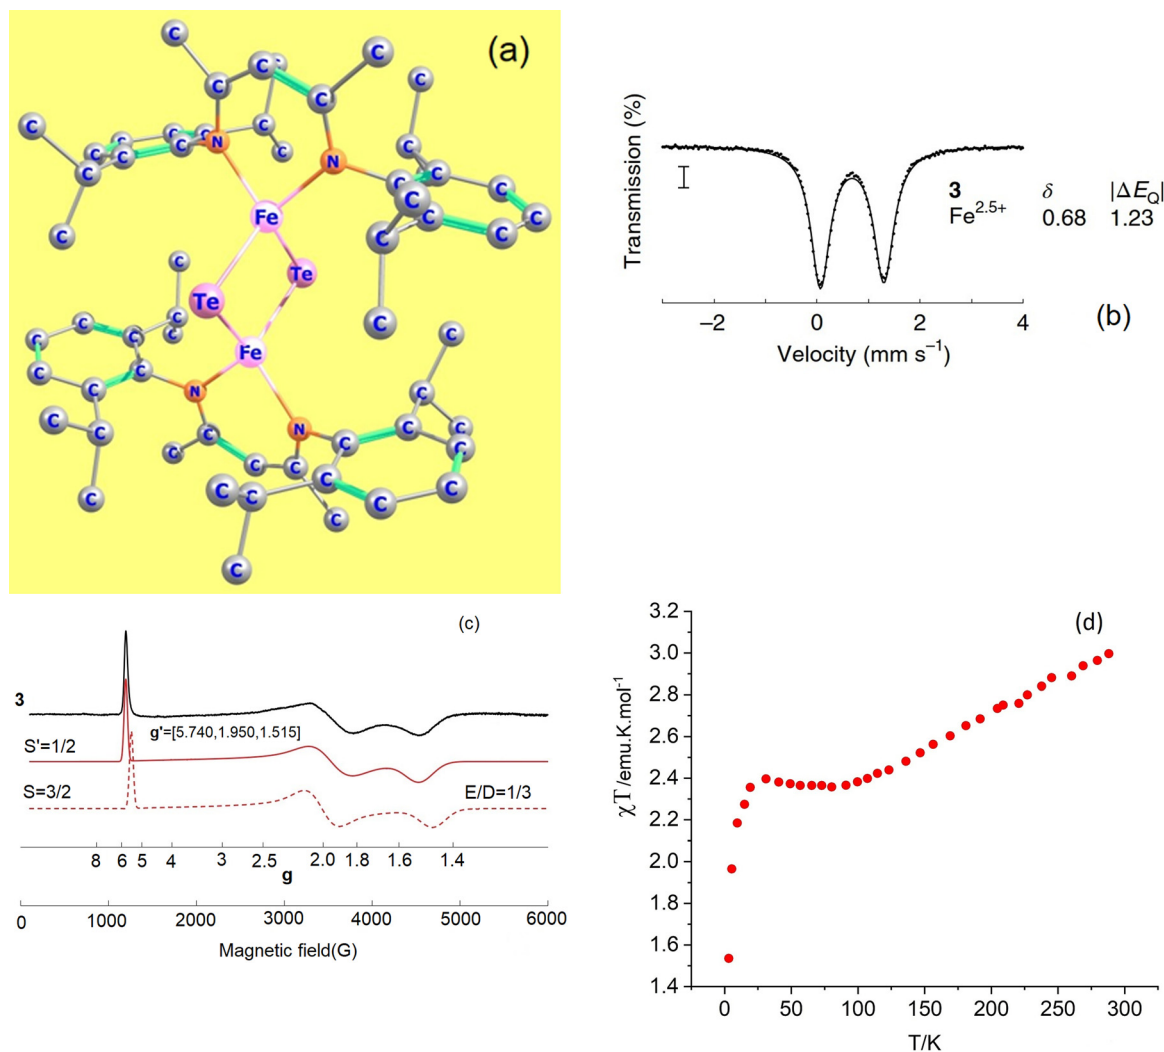 (a)
C C C C C C C C C C C C C C C C C C C C C C C C C C C C C
N N
Fe
Te
Te
Fe
N N
C C C C C C C C C C C C C C C C C C C C C C C C C C C C C
Transmission (%)
3 δ |ΔE_Q|
Fe2.5+ 0.68 1.23
−2 0 2 4
Velocity (mm s−1)
(b)
(c)
3
g'=[5.740,1.950,1.515]
S'=1/2
S=3/2 E/D=1/3
8 6 5 4 3 2.5 2.0 1.8 1.6 1.4
g
0 1000 2000 3000 4000 5000 6000
Magnetic field(G)
(d)
χT/emu.K.mol-1
3.2
3.0
2.8
2.6
2.4
2.2
2.0
1.8
1.6
1.4
0 50 100 150 200 250 300
T/K